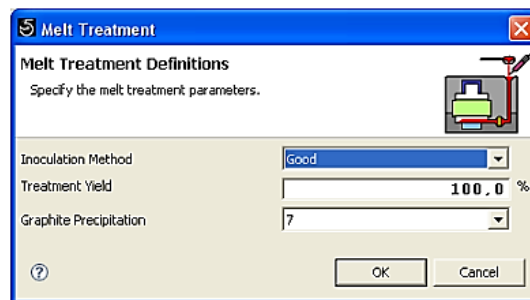 Melt Treatment
Melt Treatment Definitions
Specify the melt treatment parameters.
Inoculation Method Good
Treatment Yield 100,0 %
Graphite Precipitation 7
? OK Cancel